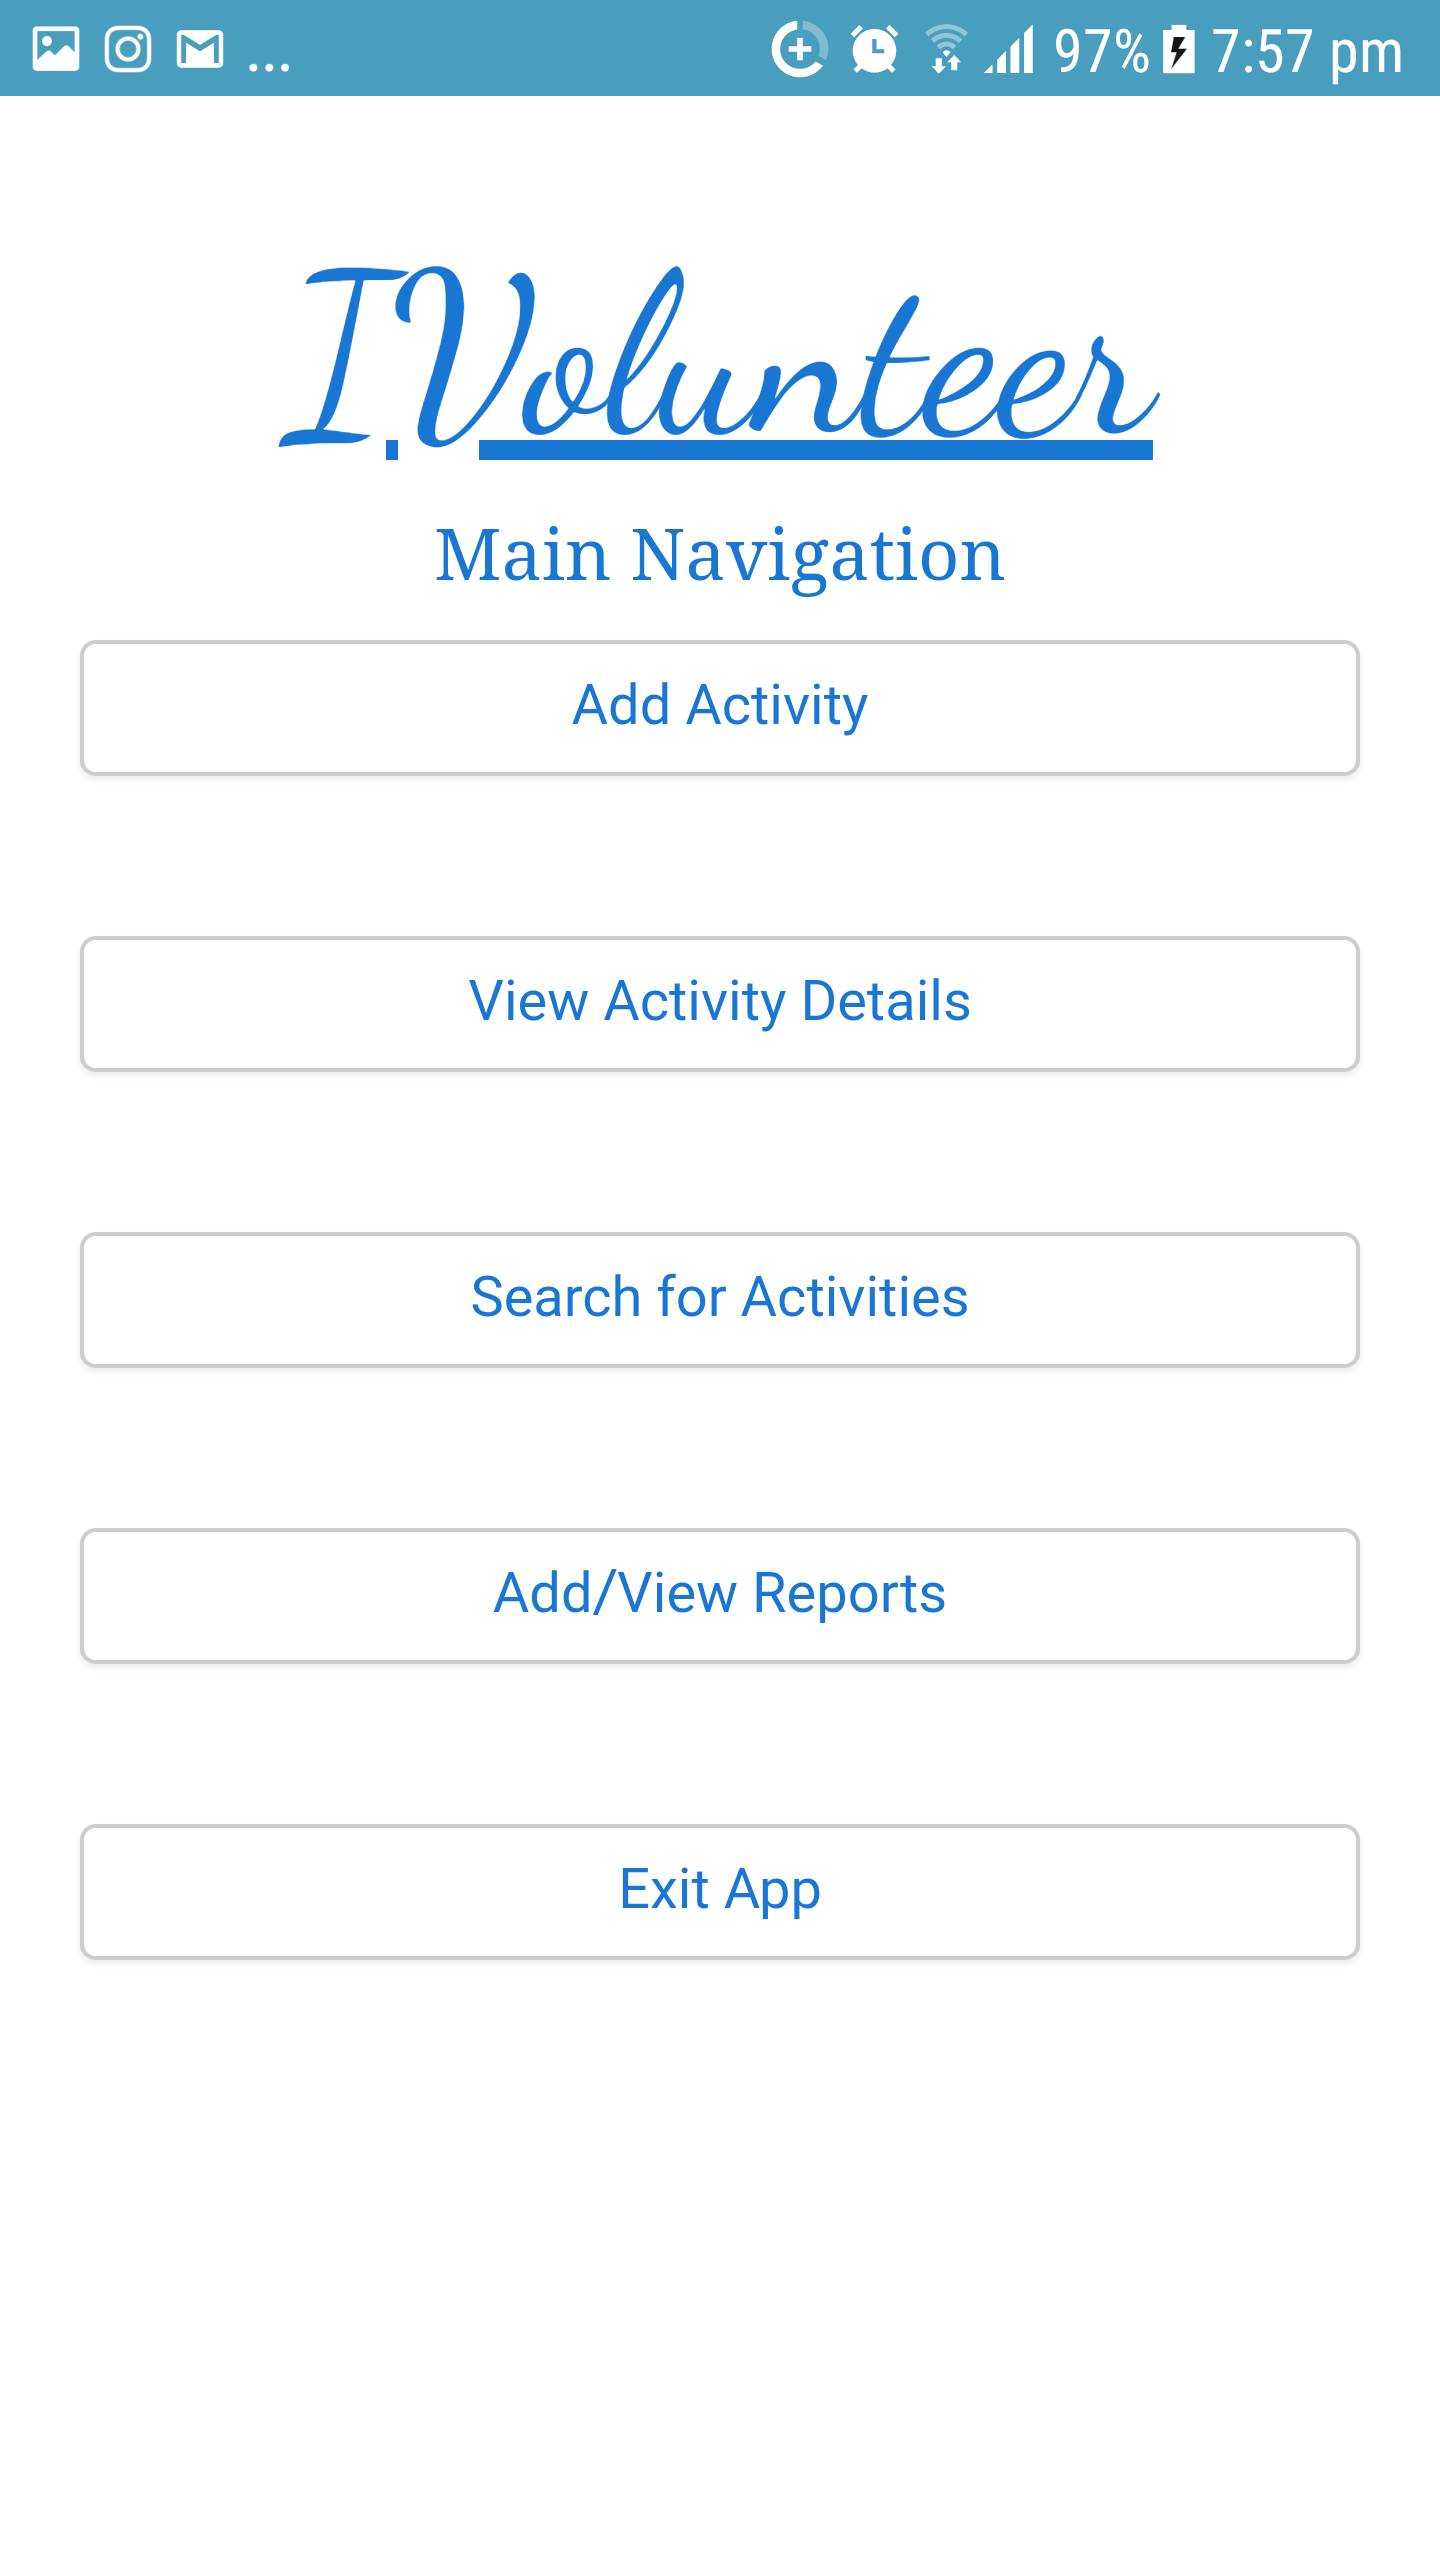 ... 97% 7:57 pm
IVolunteer
Main Navigation
Add Activity
View Activity Details
Search for Activities
Add/View Reports
Exit App